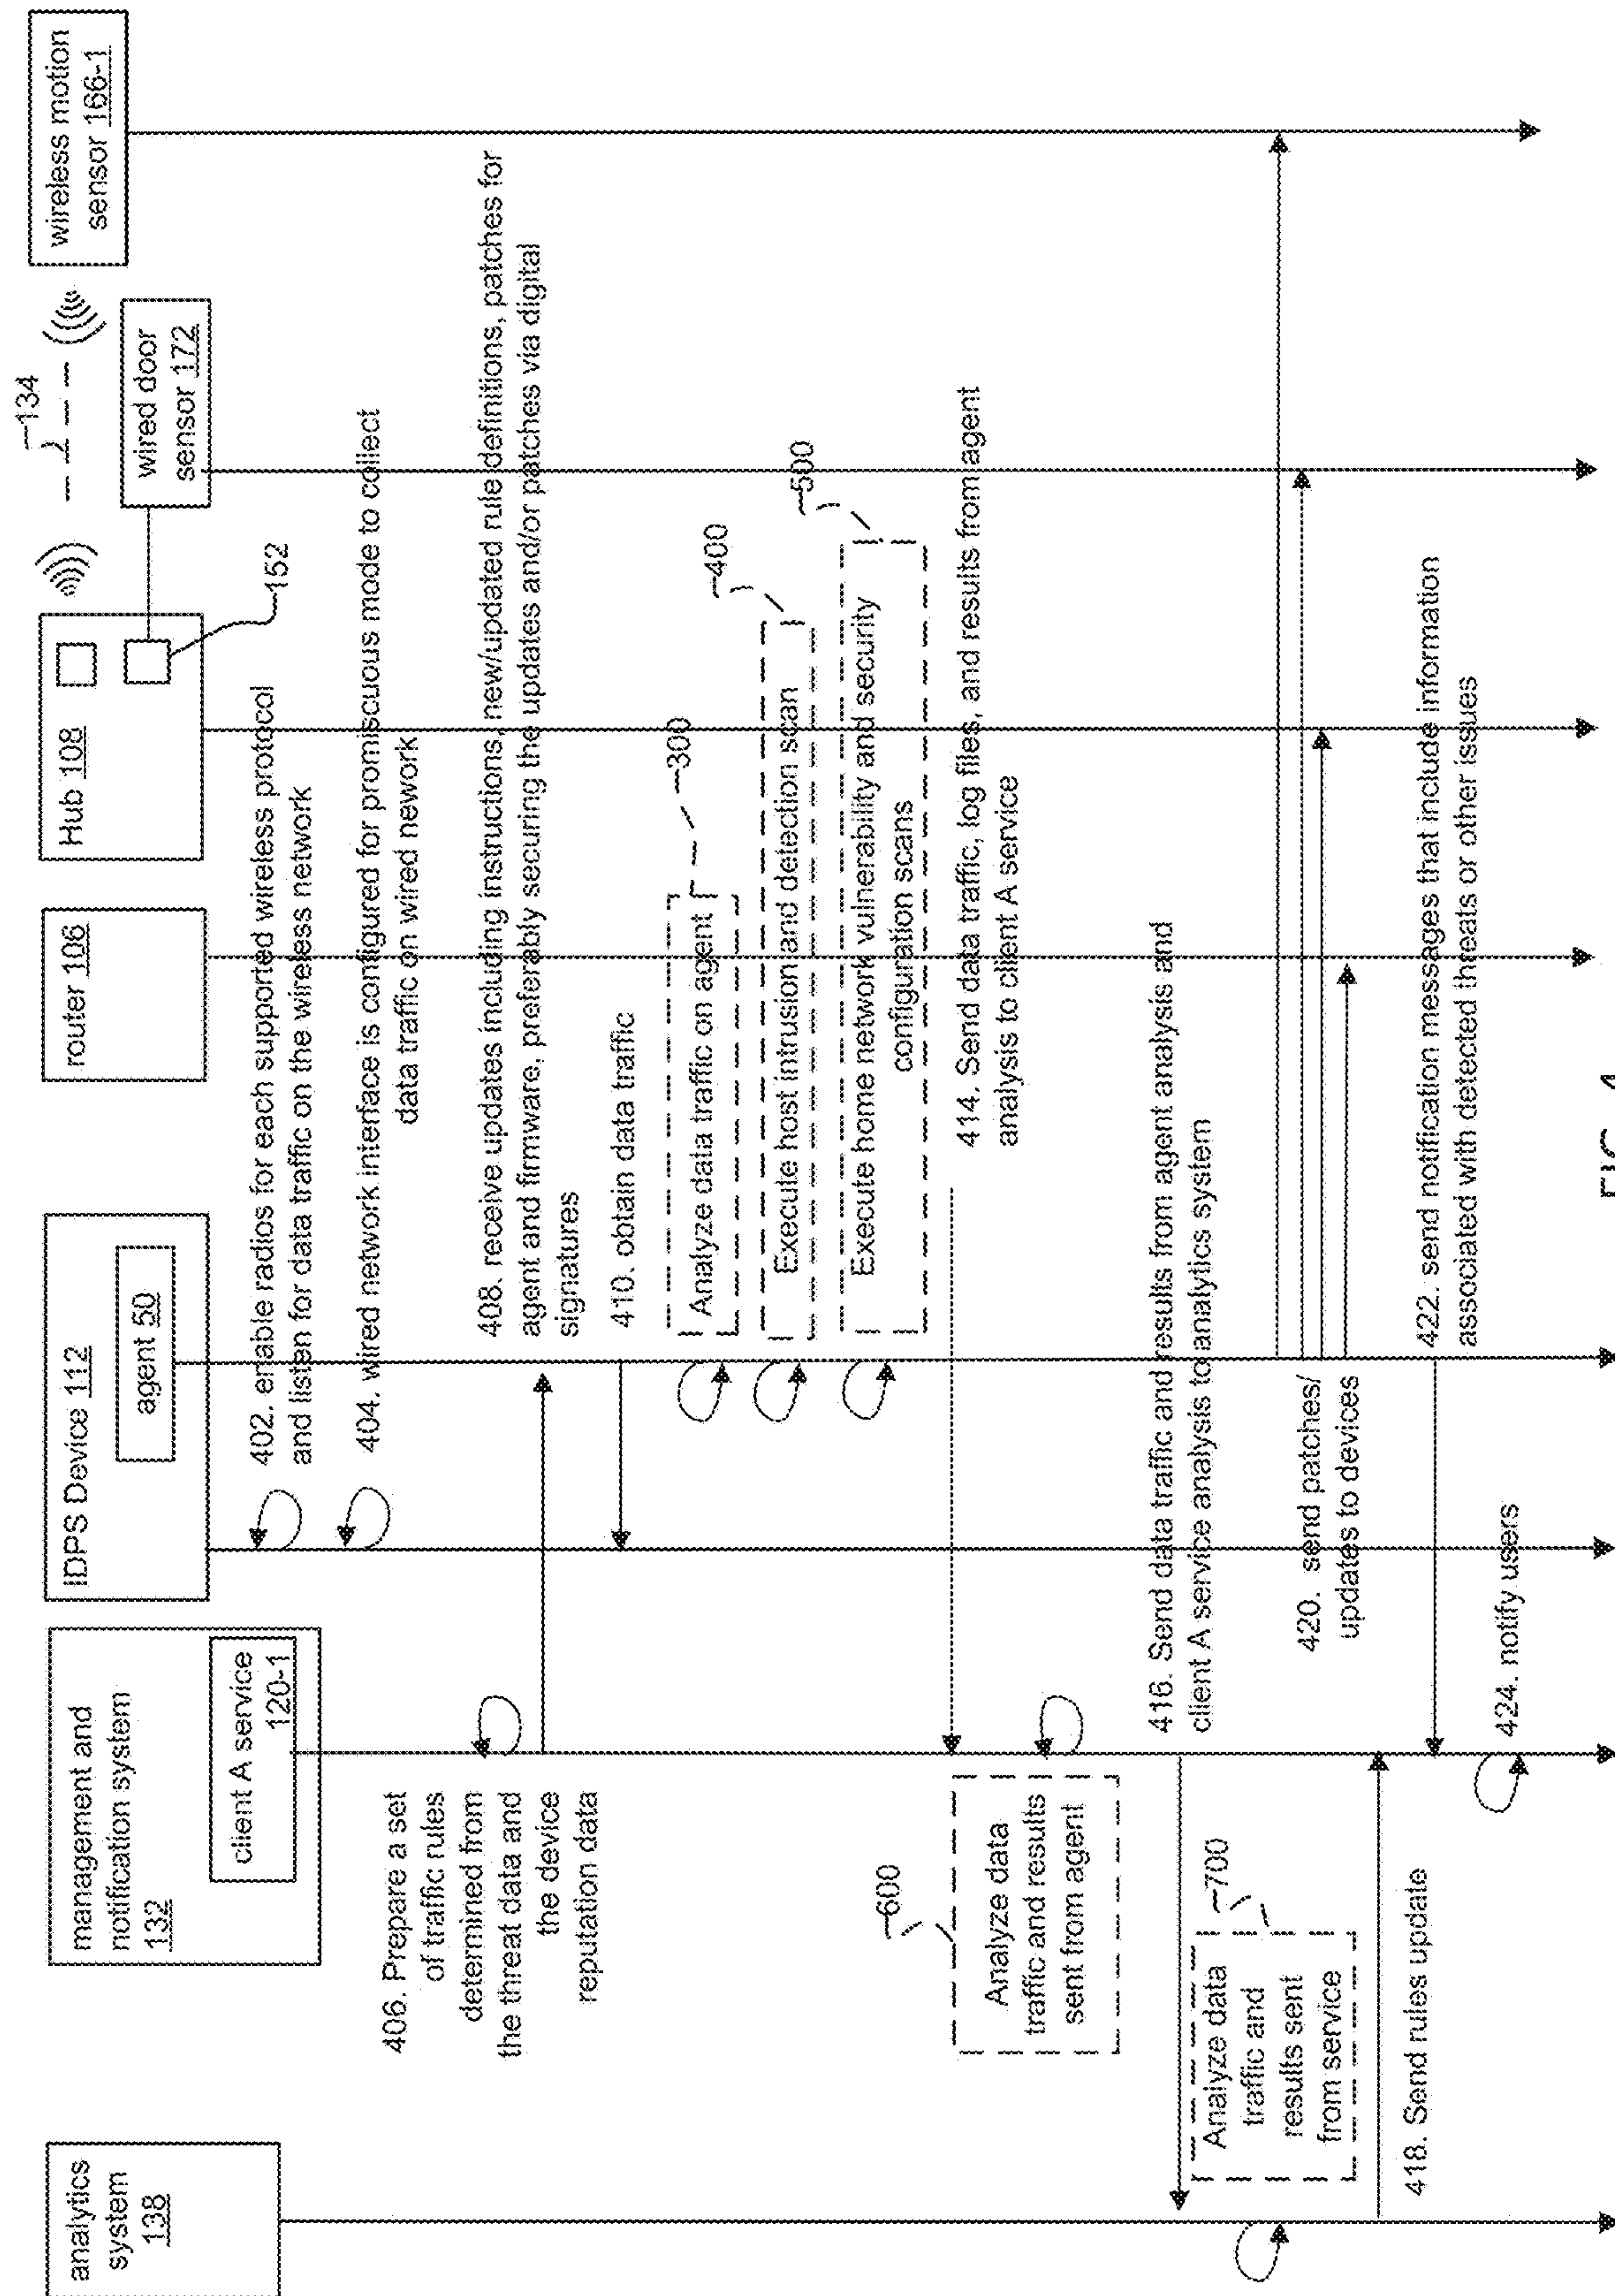 analytics
system
138
management and
notification system
132
client A service
120-1
IDPS Device 112
agent 50
router 106
Hub 108
152
134
wired door
sensor 172
wireless motion
sensor 166-1
402. enable radios for each supported wireless protocol
and listen for data traffic on the wireless network
404. wired network interface is configured for promiscuous mode to collect
data traffic on wired nework
406. Prepare a set
of traffic rules
determined from
the threat data and
the device
reputation data
408. receive updates including instructions, new/updated rule definitions, patches for
agent and firmware, preferably securing the updates and/or patches via digital
signatures
410. obtain data traffic
Analyze data traffic on agent
300
Execute host intrusion and detection scan
400
Execute home network vulnerability and security
configuration scans
500
414. Send data traffic, log files, and results from agent
analysis to client A service
600
Analyze data
traffic and results
sent from agent
416. Send data traffic and results from agent analysis and
client A service analysis to analytics system
700
Analyze data
traffic and
results sent
from service
420. send patches/
updates to devices
418. Send rules update
422. send notification messages that include information
associated with detected threats or other issues
424. notify users
FIG. 4